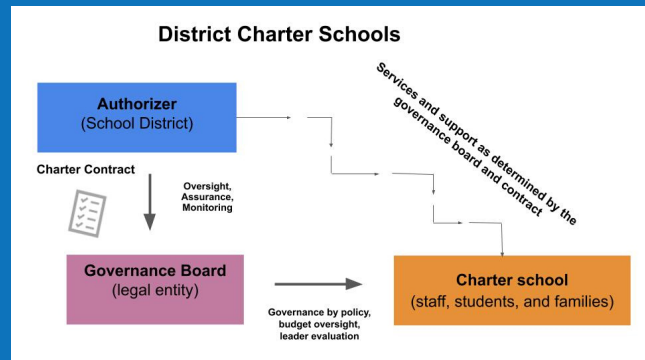 District Charter Schools
Authorizer
(School District)
Services and support as determined by the
governance board and contract
Charter Contract
Oversight,
Assurance,
Monitoring
Governance Board
(legal entity)
Governance by policy,
budget oversight,
leader evaluation
Charter school
(staff, students, and families)